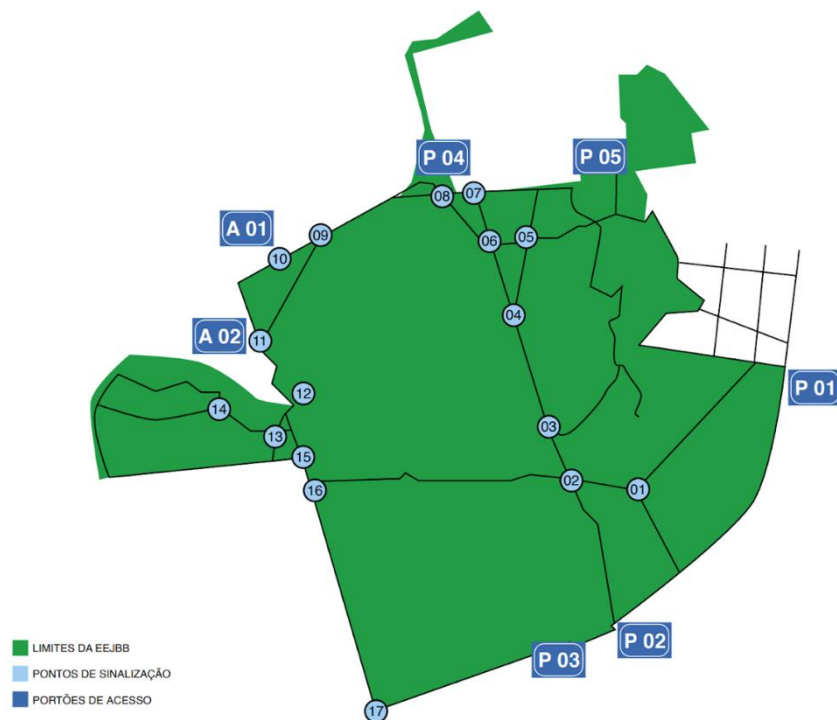 P 04
P 05
08
07
A 01
09
06
05
10
04
A 02
11
P 01
12
14
03
13
15
02
01
16
P 02
LIMITES DA EEJBB
P 03
PONTOS DE SINALIZAÇÃO
PORTÕES DE ACESSO
17